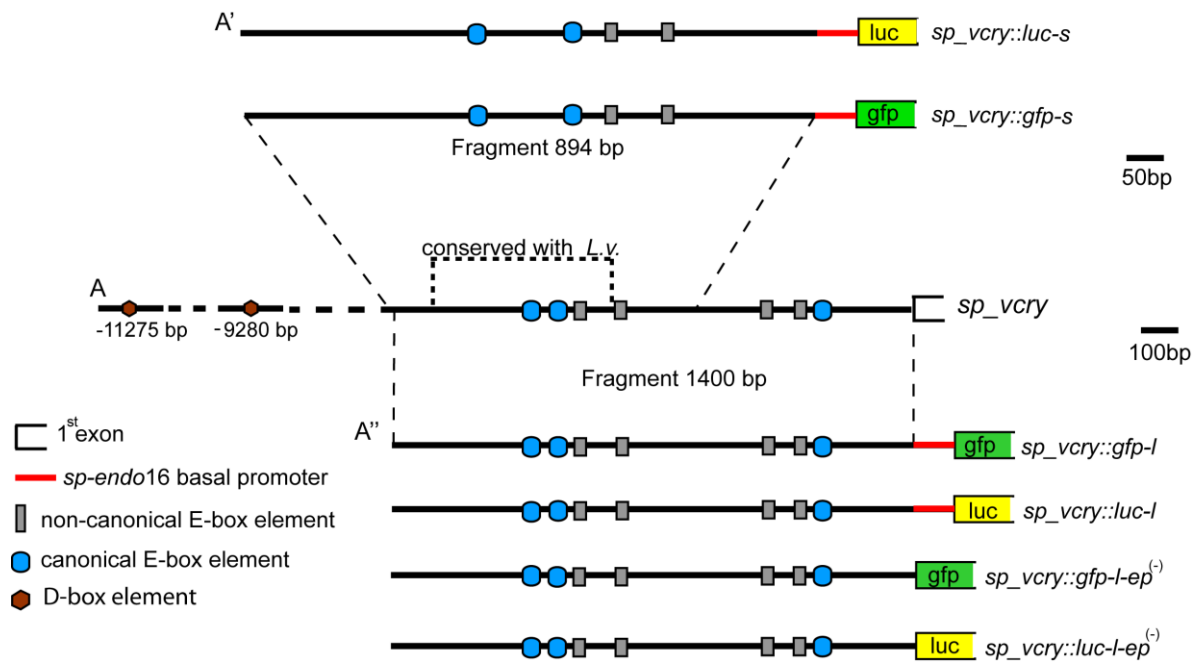 A’ luc sp_vcry::luc-s
gfp sp_vcry::gfp-s
Fragment 894 bp
50bp
conserved with L.v.
A
-11275 bp -9280 bp
sp_vcry
100bp
Fragment 1400 bp
A’’ gfp sp_vcry::gfp-l
luc sp_vcry::luc-l
gfp sp_vcry::gfp-l-ep(-)
luc sp_vcry::luc-l-ep(-)
1st exon
sp-endo16 basal promoter
non-canonical E-box element
canonical E-box element
D-box element